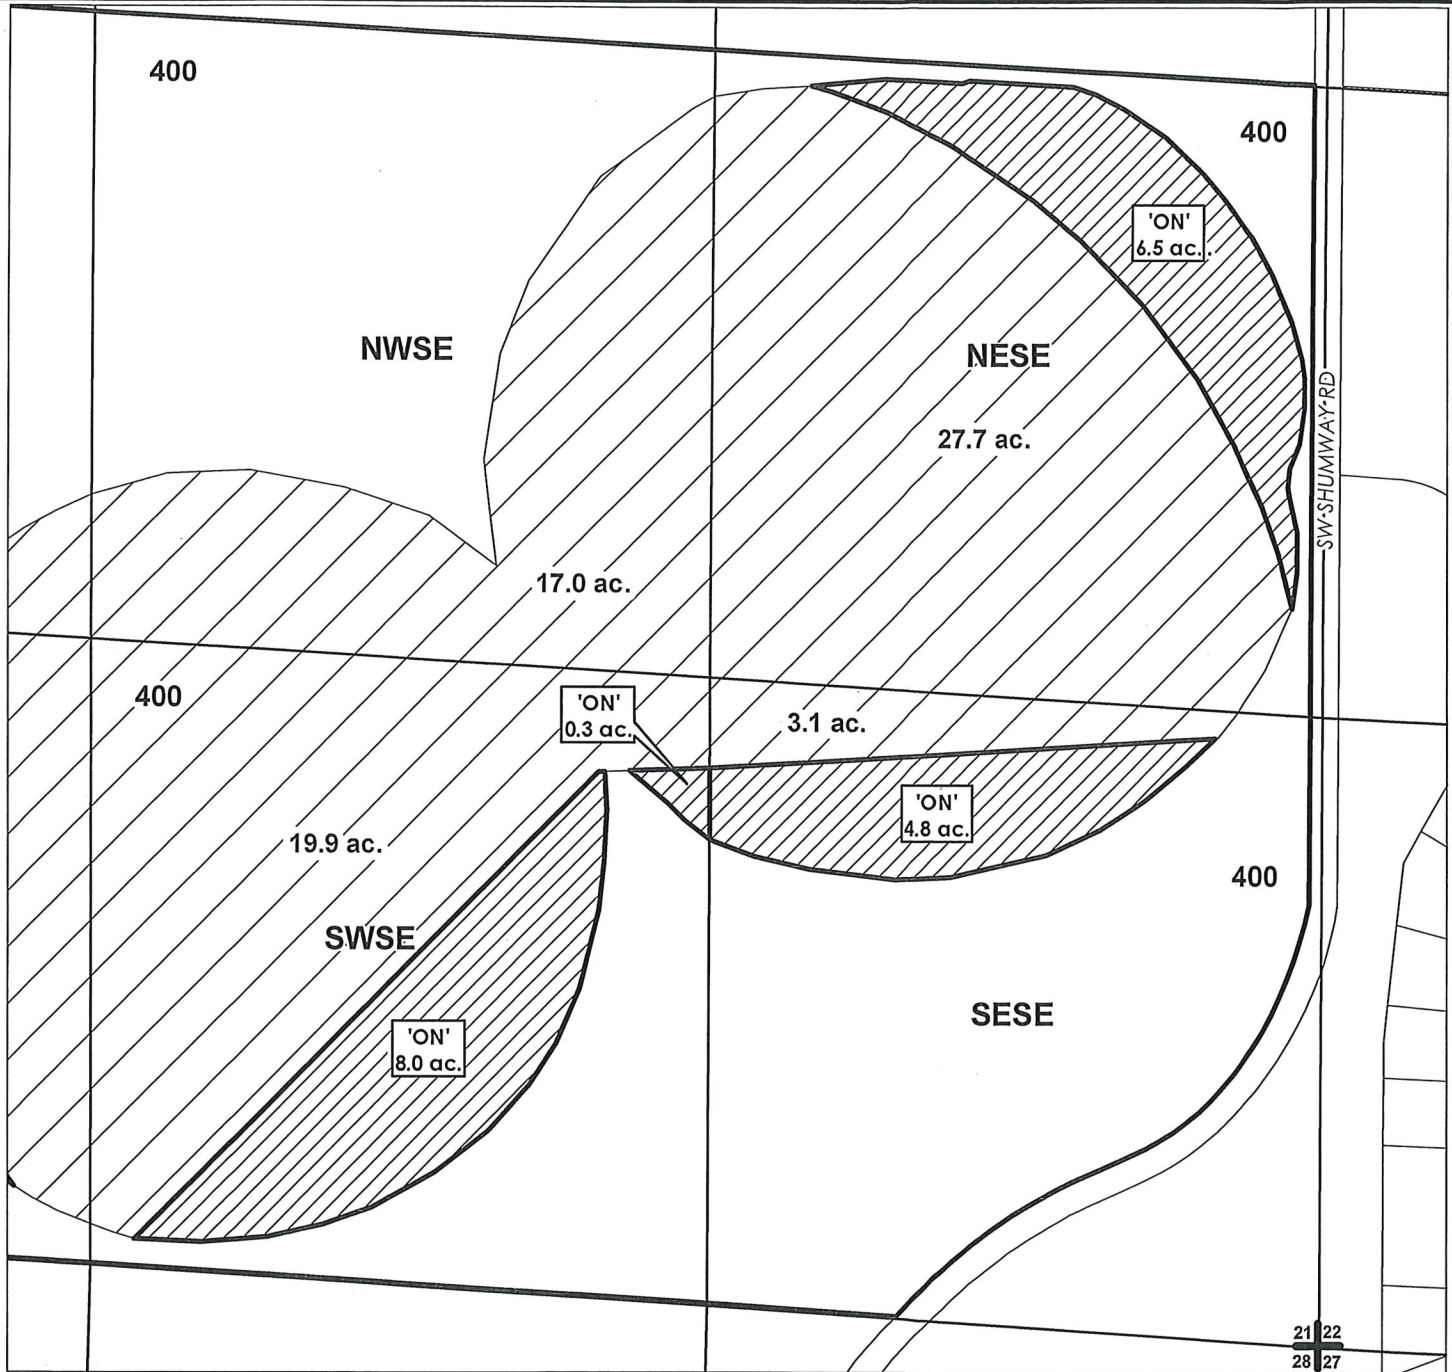 400
400
'ON'
6.5 ac.
NWSE
NESE
27.7 ac.
SW SHUMWAY RD
17.0 ac.
400
'ON'
0.3 ac.
3.1 ac.
'ON'
4.8 ac.
19.9 ac.
400
SWSE
SESE
'ON'
8.0 ac.
21 22
28 27